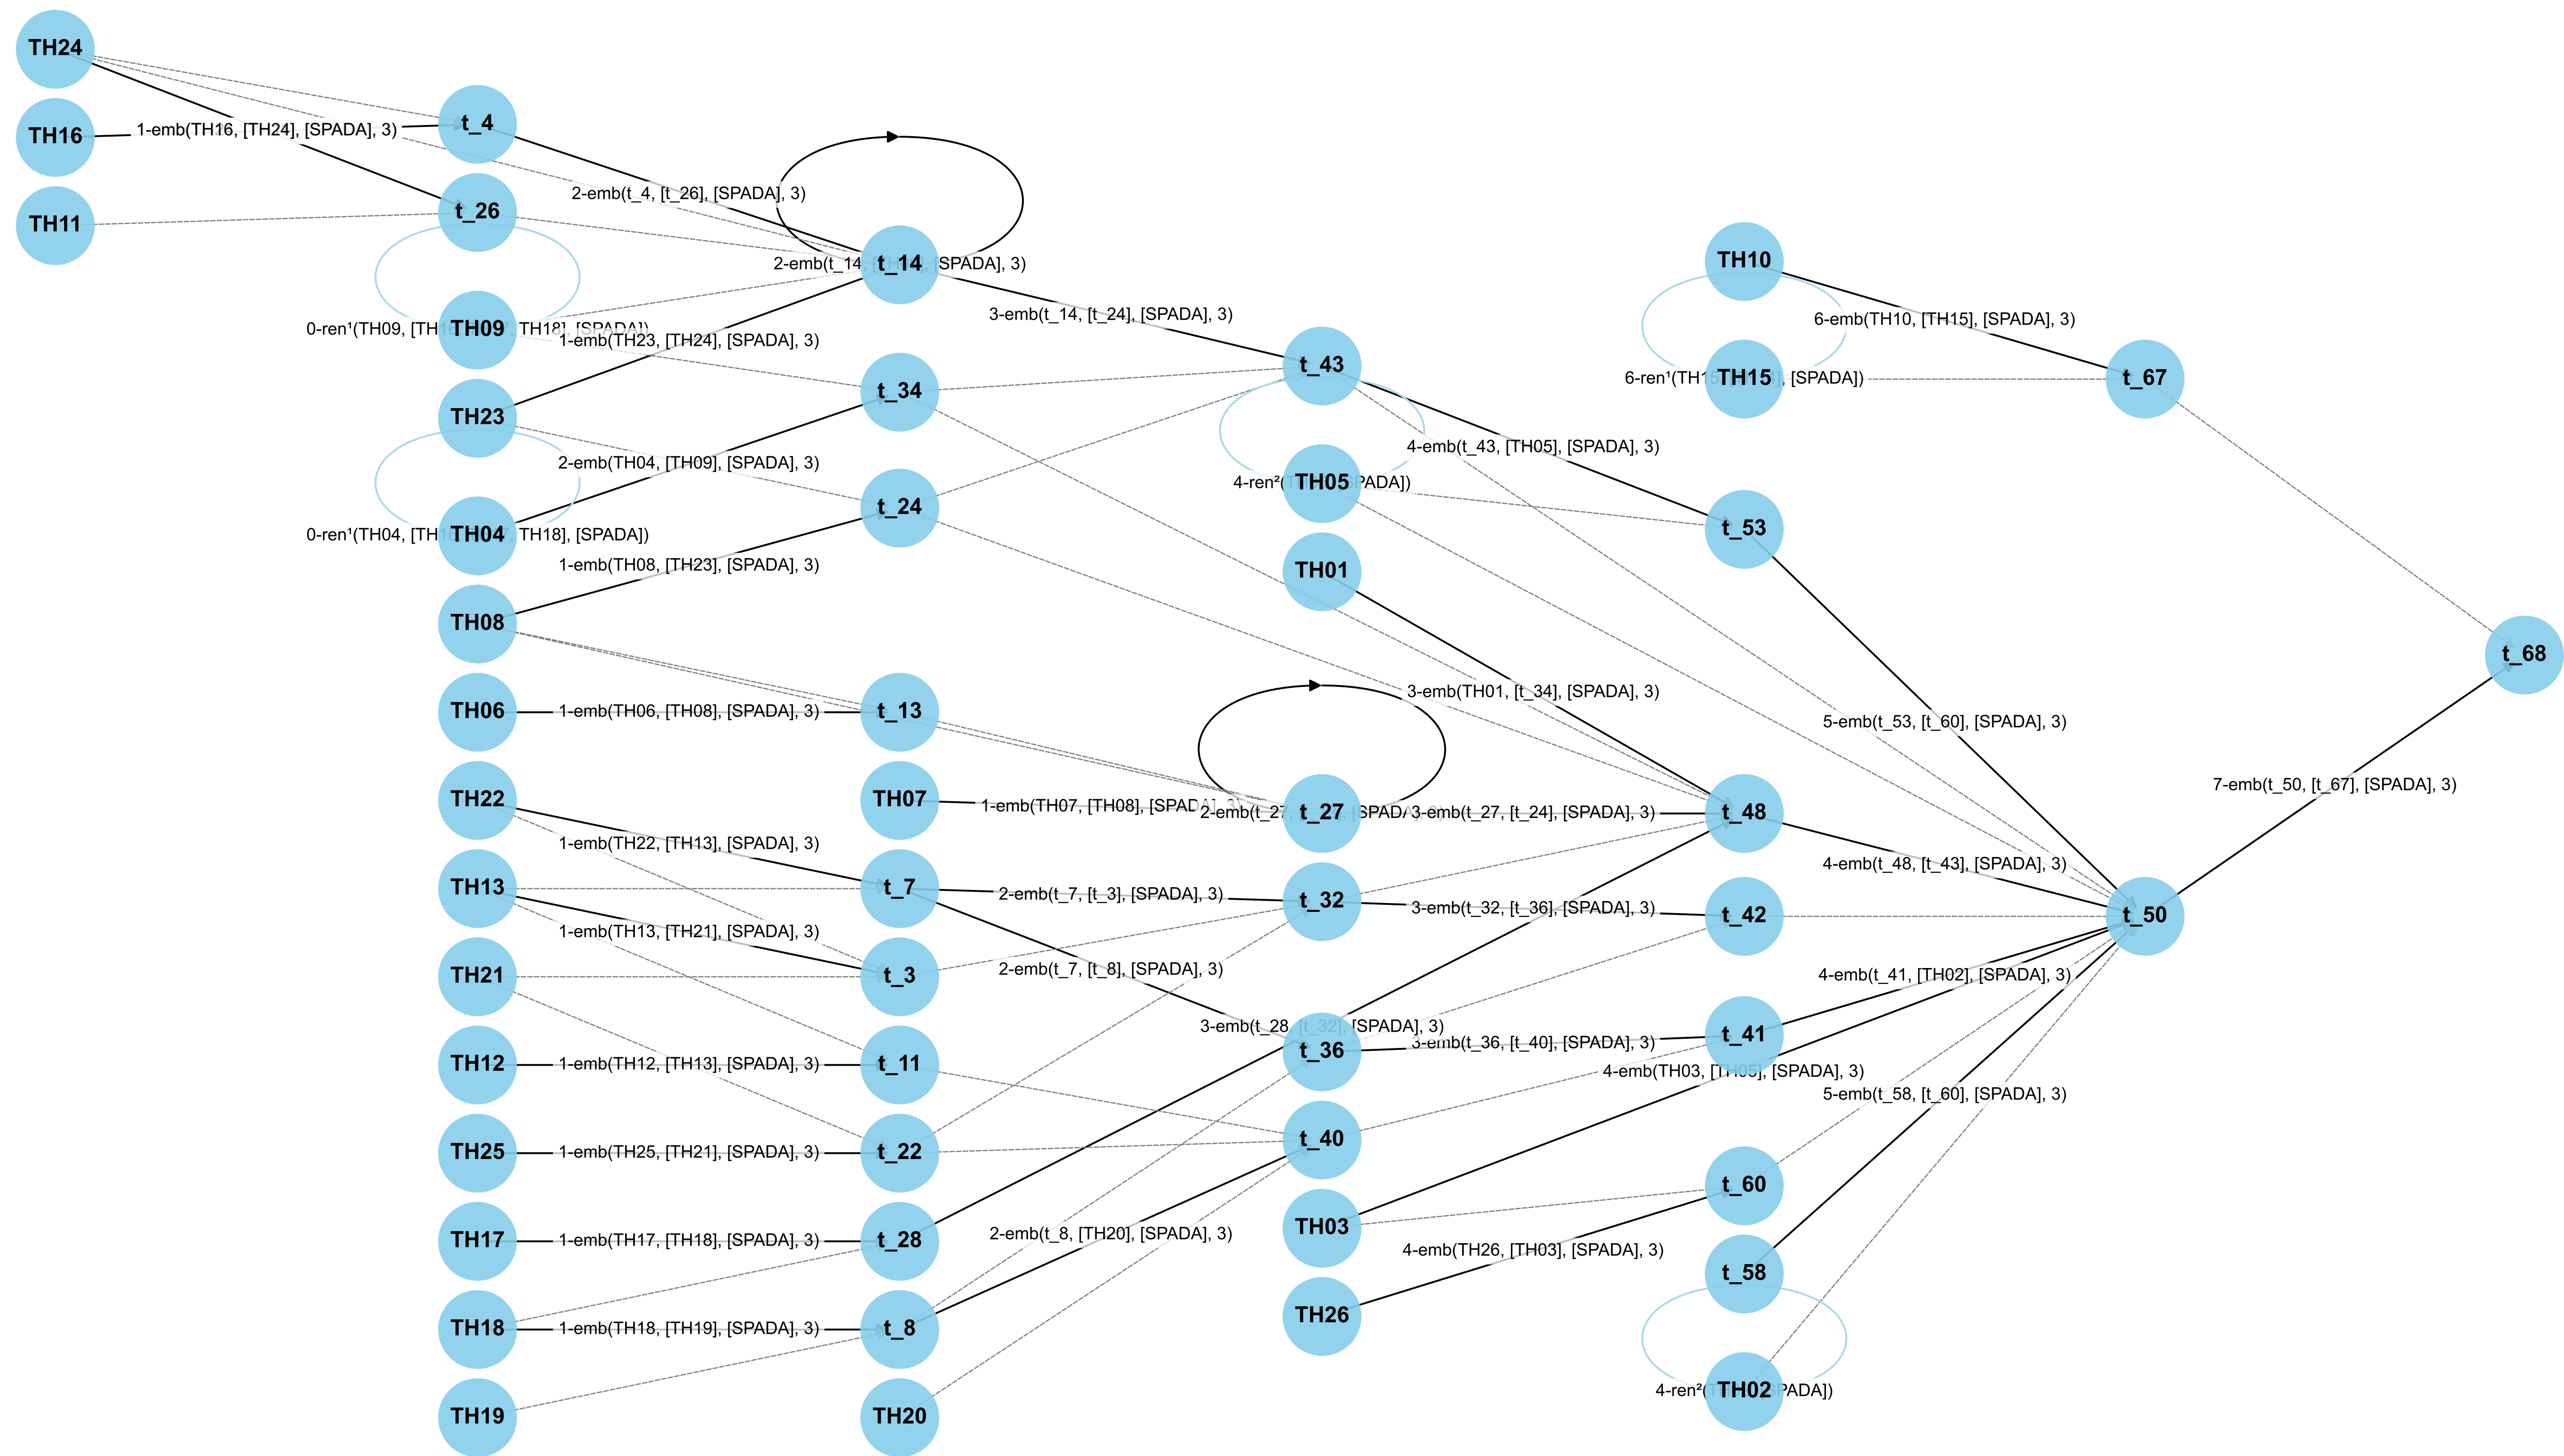 TH24
TH16
TH11
1-emb(TH16, [TH24], [SPADA], 3)
t_4
t_26
TH09
0-ren¹(TH09, TH18], [SPADA])
TH23
TH04
0-ren¹(TH04, TH18], [SPADA])
TH08
TH06
TH22
TH13
TH21
TH12
TH25
TH17
TH18
TH19
2-emb(t_4, [t_26], [SPADA], 3)
1-emb(TH23, [TH24], [SPADA], 3)
2-emb(TH04, [TH09], [SPADA], 3)
1-emb(TH08, [TH23], [SPADA], 3)
1-emb(TH06, [TH08], [SPADA], 3)
1-emb(TH22, [TH13], [SPADA], 3)
1-emb(TH13, [TH21], [SPADA], 3)
1-emb(TH12, [TH13], [SPADA], 3)
1-emb(TH25, [TH21], [SPADA], 3)
1-emb(TH17, [TH18], [SPADA], 3)
1-emb(TH18, [TH19], [SPADA], 3)
t_14
2-emb(t_14, [SPADA], 3)
t_34
t_24
t_13
TH07
t_7
t_3
t_11
t_22
t_28
t_8
TH20
3-emb(t_14, [t_24], [SPADA], 3)
1-emb(TH07, [TH08], [SPADA], 3)
2-emb(t_7, [t_3], [SPADA], 3)
2-emb(t_7, [t_8], [SPADA], 3)
2-emb(t_8, [TH20], [SPADA], 3)
t_43
TH05
4-ren²( [SPADA])
TH01
t_27
2-emb(t_27, [SPADA], 3)
t_32
3-emb(t_28, [t_32], [SPADA], 3)
t_36
t_40
TH03
TH26
4-emb(t_43, [TH05], [SPADA], 3)
3-emb(TH01, [t_34], [SPADA], 3)
3-emb(t_27, [t_24], [SPADA], 3)
3-emb(t_32, [t_36], [SPADA], 3)
3-emb(t_36, [t_40], [SPADA], 3)
4-emb(TH03, [TH05], [SPADA], 3)
4-emb(TH26, [TH03], [SPADA], 3)
TH10
TH15
6-ren¹(TH15, [SPADA])
t_53
t_48
t_42
t_41
t_60
t_58
TH02
4-ren²( [SPADA])
6-emb(TH10, [TH15], [SPADA], 3)
5-emb(t_53, [t_60], [SPADA], 3)
4-emb(t_48, [t_43], [SPADA], 3)
4-emb(t_41, [TH02], [SPADA], 3)
5-emb(t_58, [t_60], [SPADA], 3)
t_67
t_50
7-emb(t_50, [t_67], [SPADA], 3)
t_68